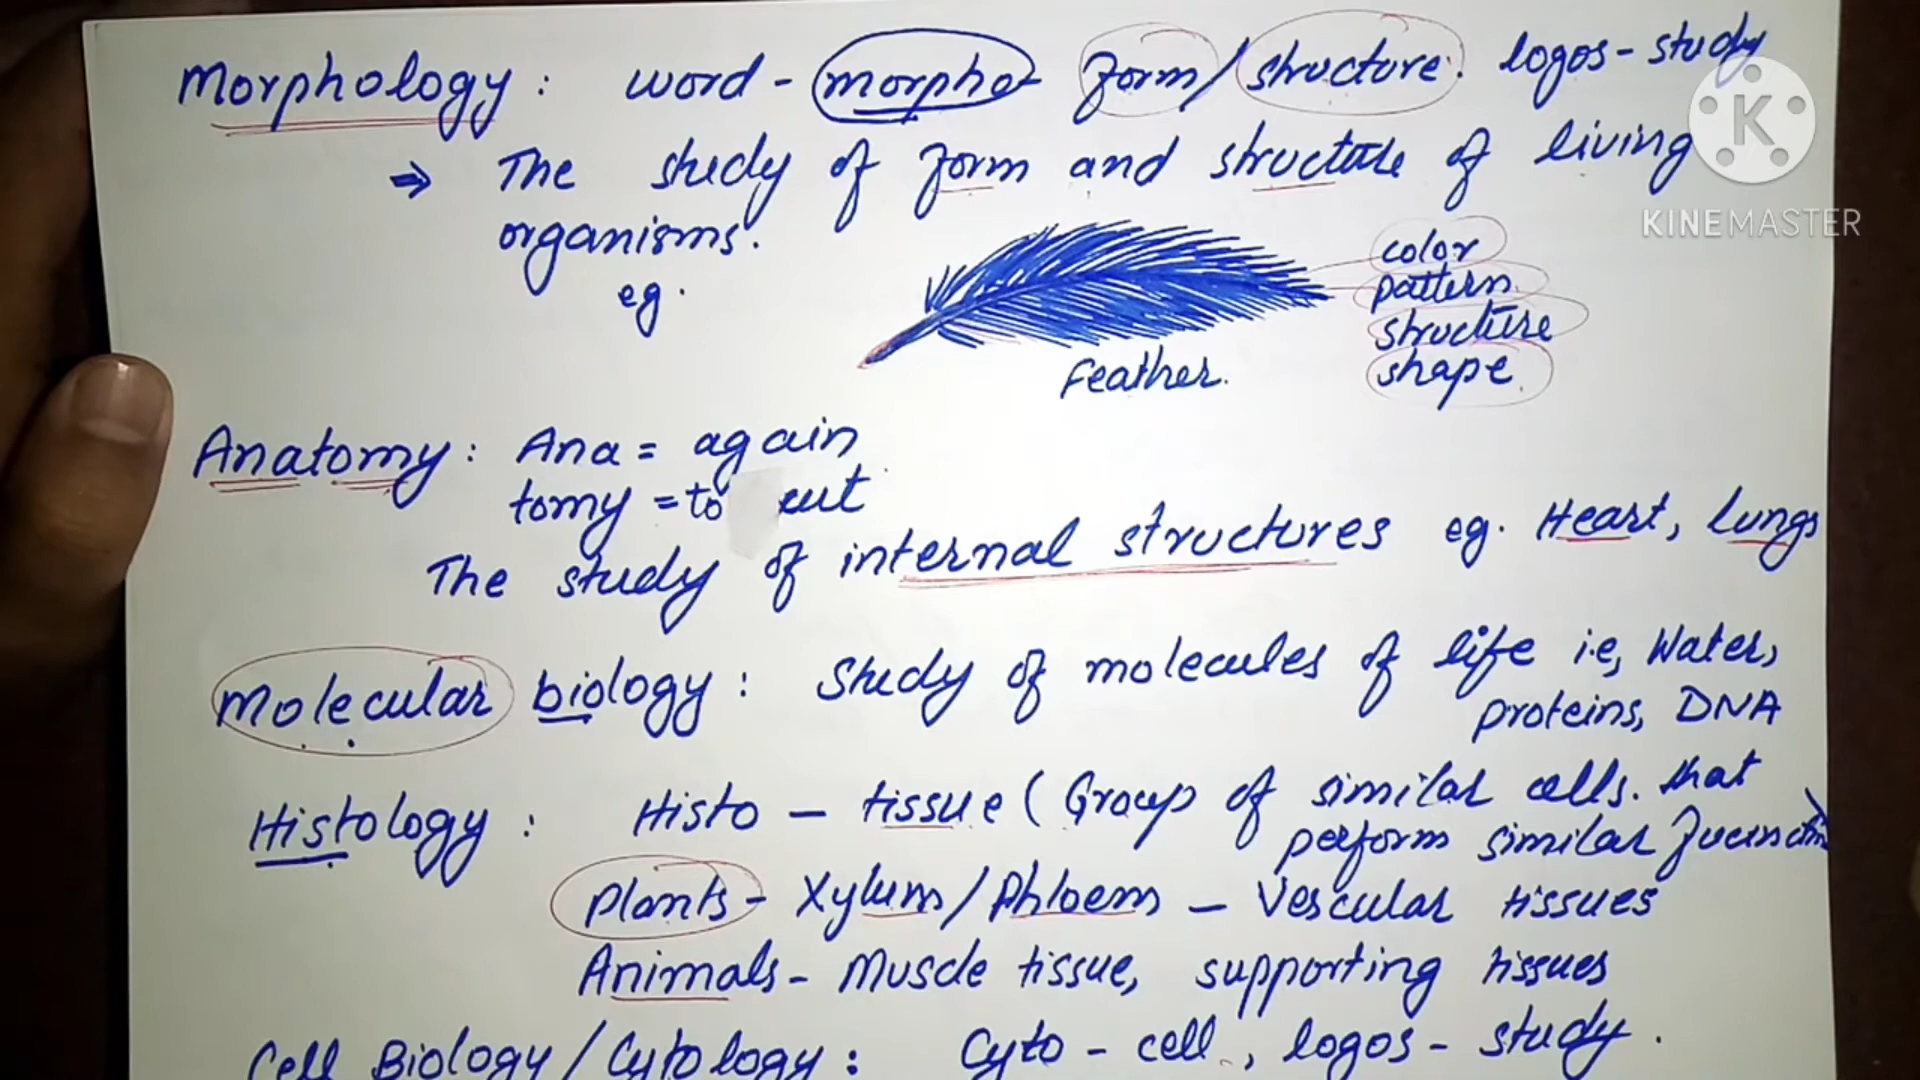 Morphology : word - morpho - Form / structure. logos - study
⇒ The study of Form and structure of living
organisms.
eg.
color
pattern
structure
shape.
Feather.
Anatomy : Ana = again
tomy = to cut
The study of internal structures eg. Heart, lungs
Molecular biology : Study of molecules of life i.e, Water,
proteins, DNA
Histology : Histo - tissue ( Group of similar cells. that
perform similar
Plants - Xylum / Phloem - Vescular tissues
Animals - Muscle tissue, supporting tissues
Cell Biology / Cytology : Cyto - cell, logos - study.
K
KINEMASTER